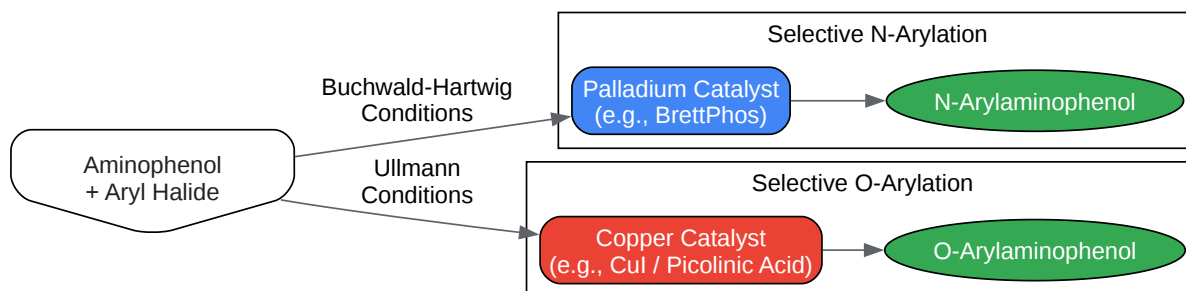 Selective N-Arylation
Buchwald-Hartwig
Conditions
Palladium Catalyst
(e.g., BrettPhos)
N-Arylaminophenol
Aminophenol
+ Aryl Halide
Ullmann
Conditions
Selective O-Arylation
Copper Catalyst
(e.g., CuI / Picolinic Acid)
O-Arylaminophenol